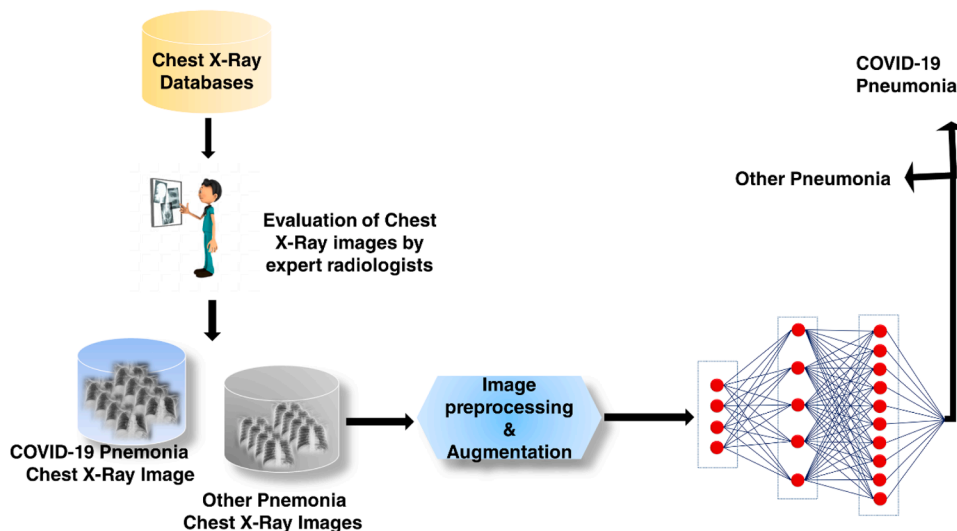 Chest X-Ray
Databases
COVID-19
Pneumonia
Other Pneumonia
Evaluation of Chest
X-Ray images by
expert radiologists
Image
preprocessing
&
Augmentation
COVID-19 Pnemonia
Chest X-Ray Image
Other Pnemonia
Chest X-Ray Images